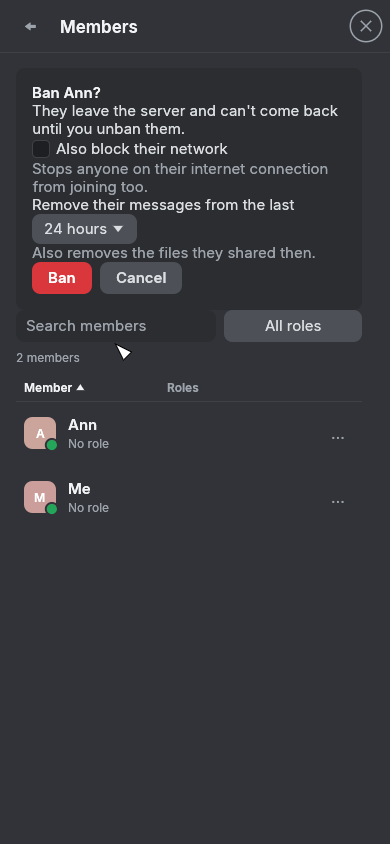 Members
Ban Ann?
They leave the server and can't come back
until you unban them.
Also block their network
Stops anyone on their internet connection
from joining too.
Remove their messages from the last
24 hours
Also removes the files they shared then.
Ban Cancel
Search members All roles
2 members
Member Roles
A
Ann
No role
...
M
Me
No role
...